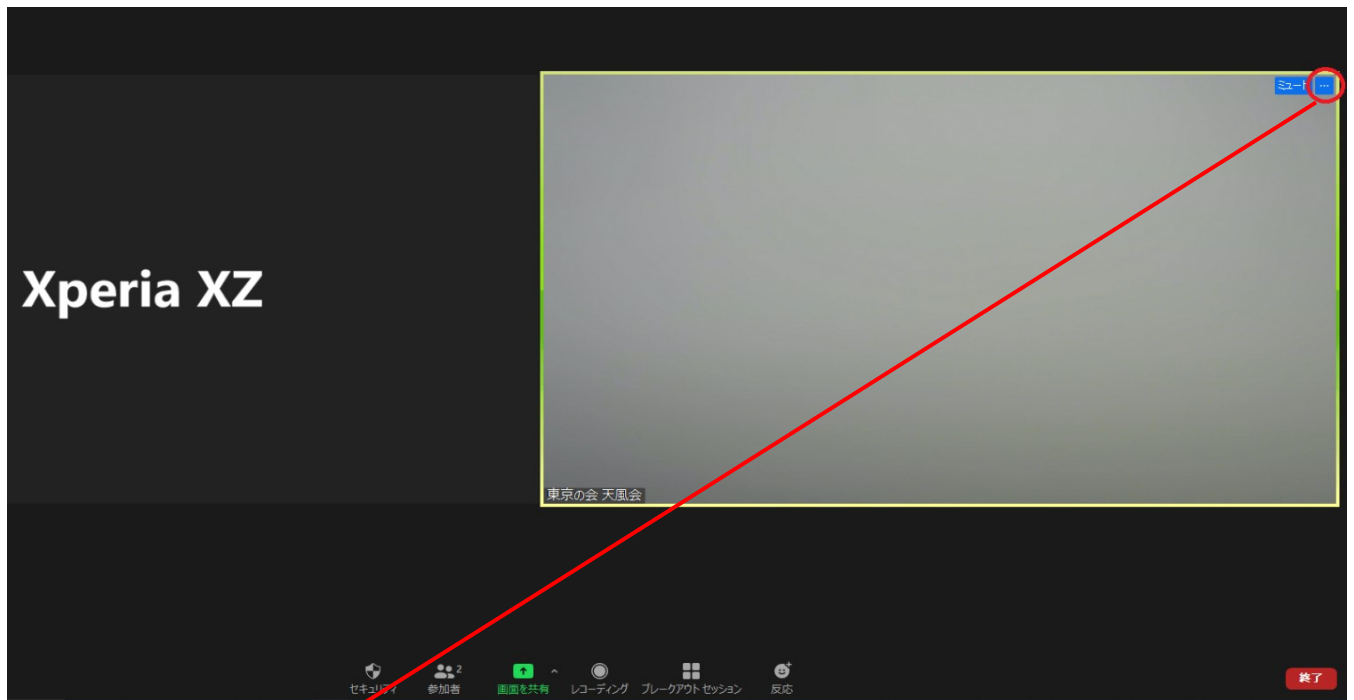 ミュート ...
Xperia XZ
東京の会 天風会
セキュリティ 参加者 2 画面を共有 レコーディング ブレークアウト セッション 反応 終了